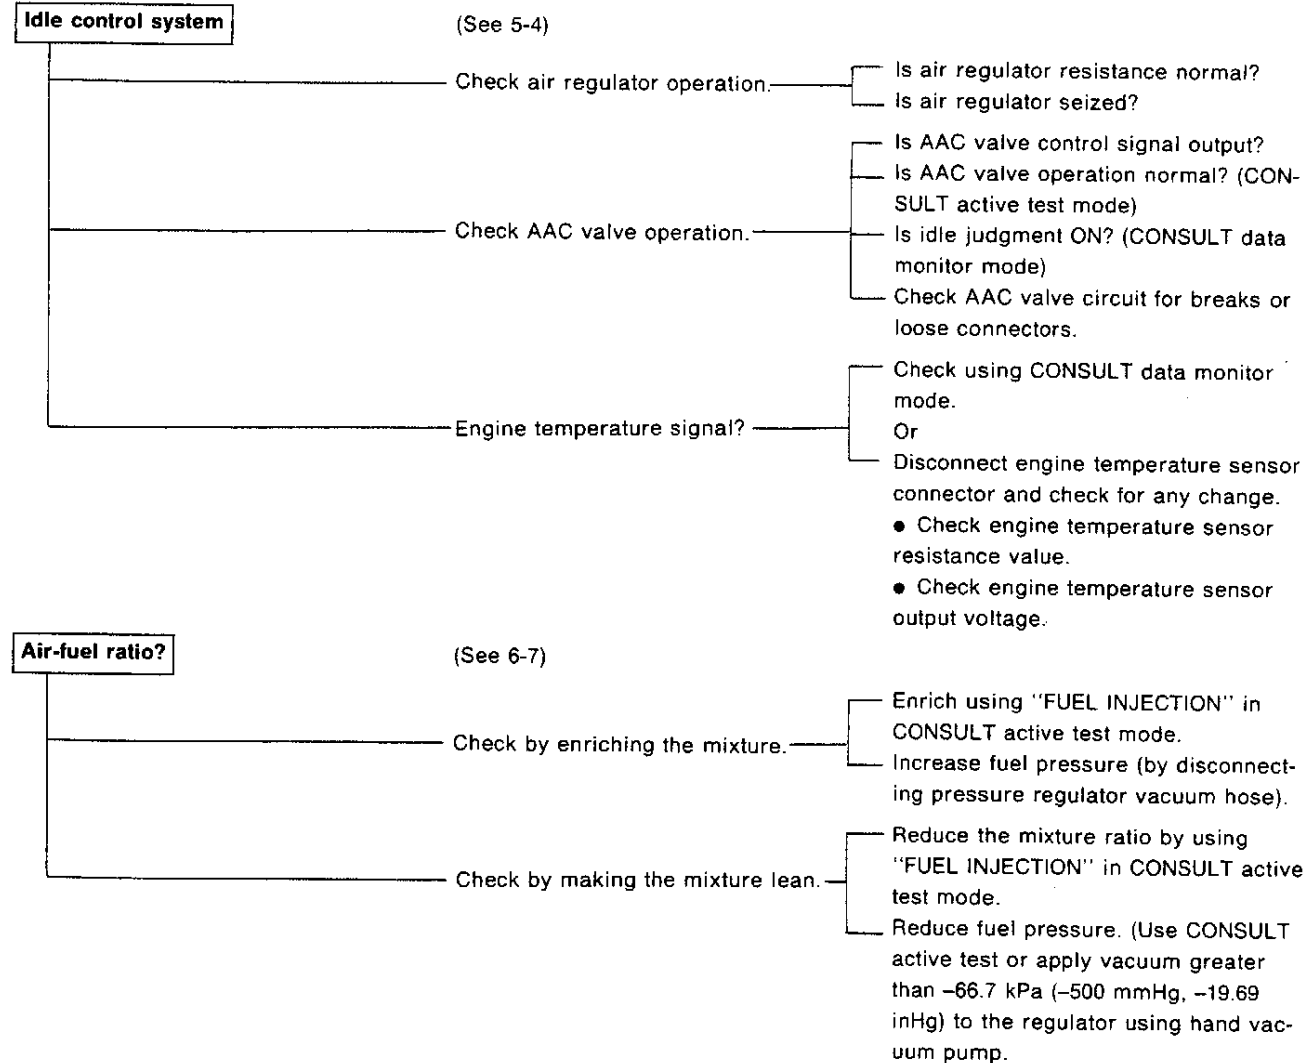 Idle control system
(See 5-4)
Check air regulator operation.
Is air regulator resistance normal?
Is air regulator seized?
Check AAC valve operation.
Is AAC valve control signal output?
Is AAC valve operation normal? (CON-
SULT active test mode)
Is idle judgment ON? (CONSULT data
monitor mode)
Check AAC valve circuit for breaks or
loose connectors.
Engine temperature signal?
Check using CONSULT data monitor
mode.
Or
Disconnect engine temperature sensor
connector and check for any change.
● Check engine temperature sensor
resistance value.
● Check engine temperature sensor
output voltage.
Air-fuel ratio?
(See 6-7)
Check by enriching the mixture.
Enrich using "FUEL INJECTION" in
CONSULT active test mode.
Increase fuel pressure (by disconnect-
ing pressure regulator vacuum hose).
Check by making the mixture lean.
Reduce the mixture ratio by using
"FUEL INJECTION" in CONSULT active
test mode.
Reduce fuel pressure. (Use CONSULT
active test or apply vacuum greater
than –66.7 kPa (–500 mmHg, –19.69
inHg) to the regulator using hand vac-
uum pump.